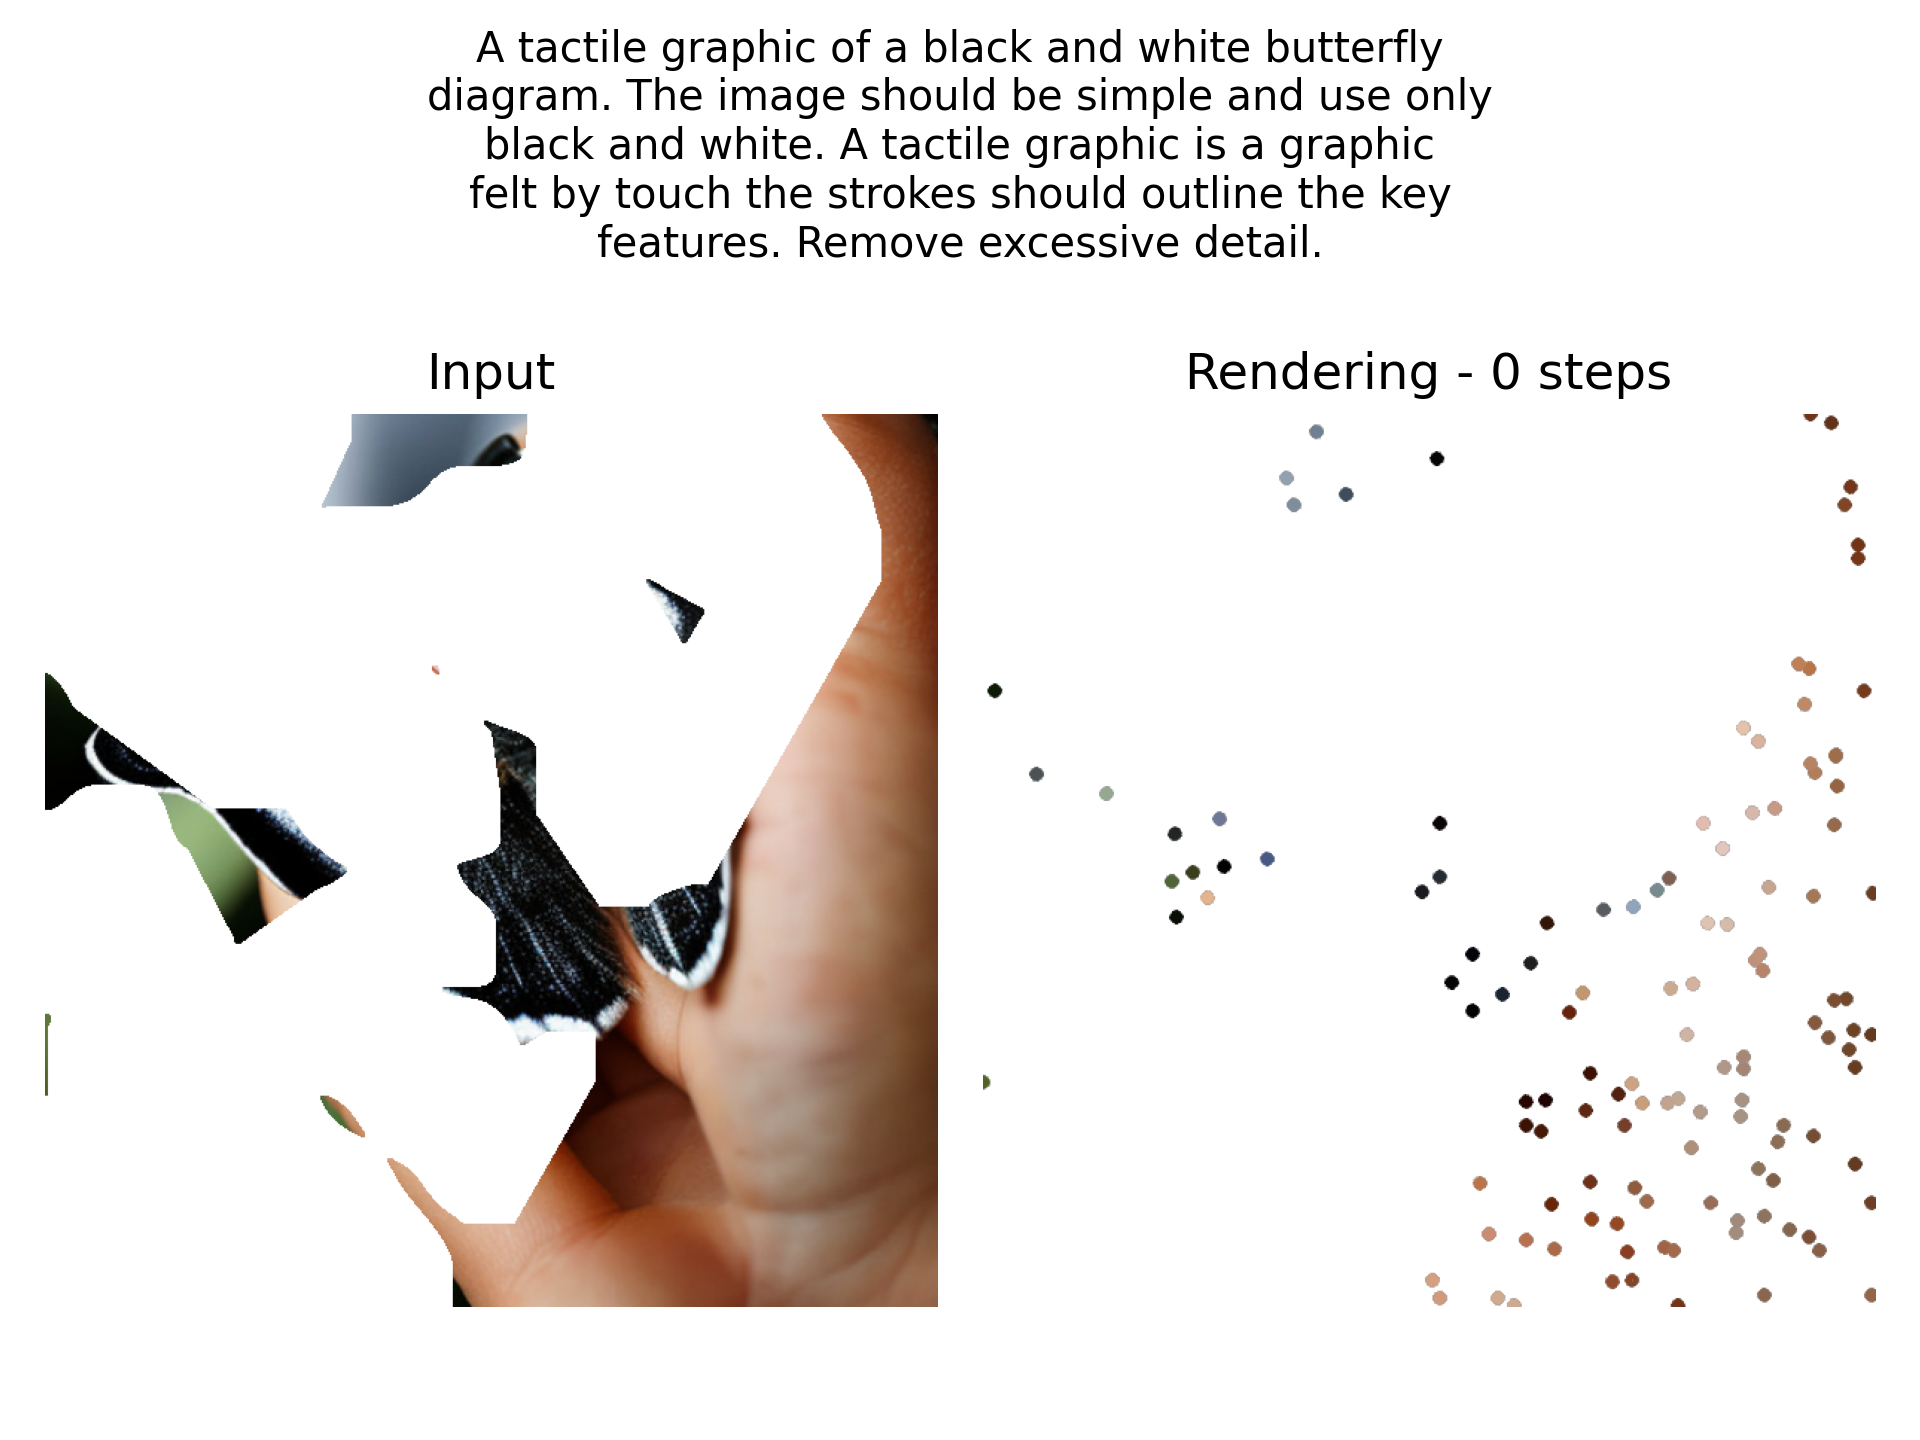 A tactile graphic of a black and white butterfly
diagram. The image should be simple and use only
black and white. A tactile graphic is a graphic
felt by touch the strokes should outline the key
features. Remove excessive detail.
Input
Rendering - 0 steps